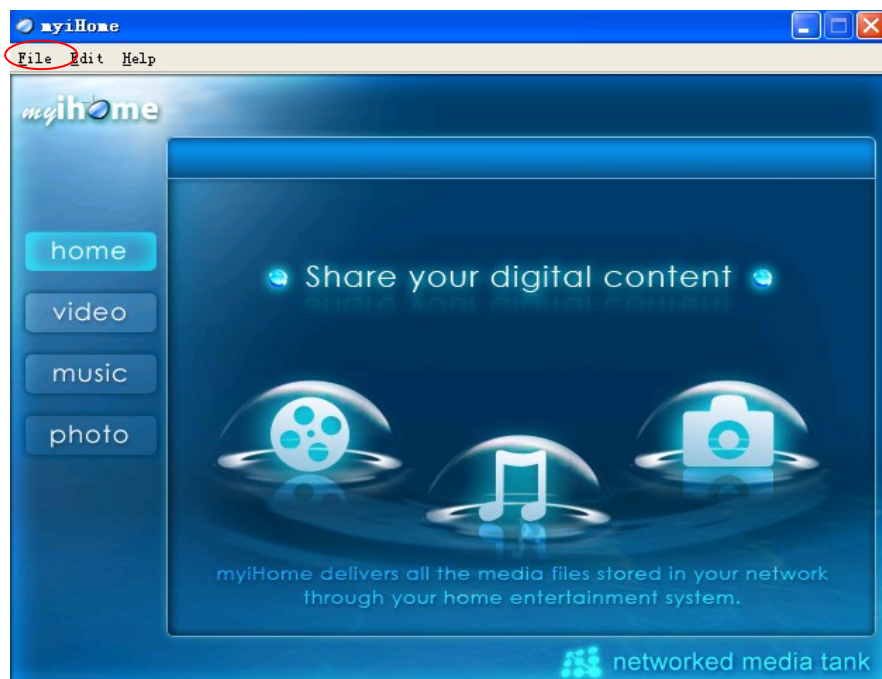 myiHome
File Edit Help
myihome
home
video
music
photo
Share your digital content
myiHome delivers all the media files stored in your network
through your home entertainment system.
networked media tank